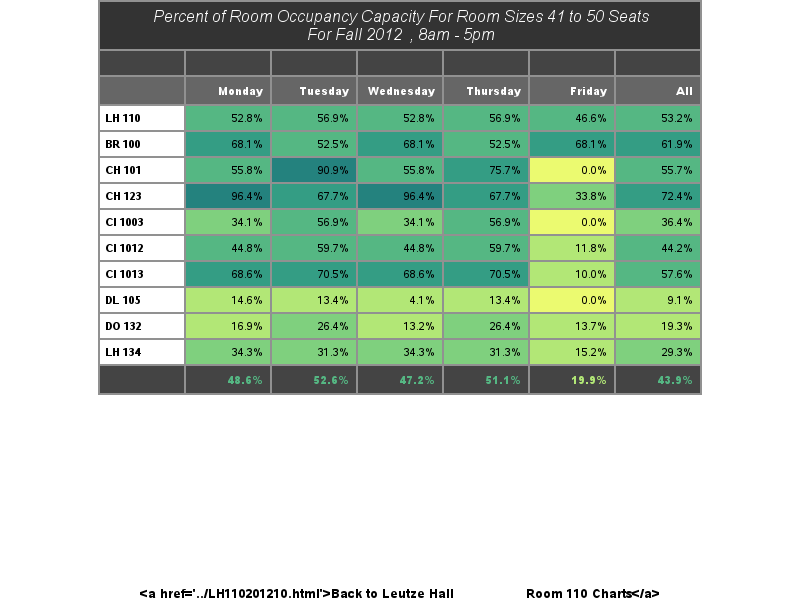 Percent of Room Occupancy Capacity For Room Sizes 41 to 50 Seats
For Fall 2012 , 8am - 5pm
Monday Tuesday Wednesday Thursday Friday All
LH 110 52.8% 56.9% 52.8% 56.9% 46.6% 53.2%
BR 100 68.1% 52.5% 68.1% 52.5% 68.1% 61.9%
CH 101 55.8% 90.9% 55.8% 75.7% 0.0% 55.7%
CH 123 96.4% 67.7% 96.4% 67.7% 33.8% 72.4%
CI 1003 34.1% 56.9% 34.1% 56.9% 0.0% 36.4%
CI 1012 44.8% 59.7% 44.8% 59.7% 11.8% 44.2%
CI 1013 68.6% 70.5% 68.6% 70.5% 10.0% 57.6%
DL 105 14.6% 13.4% 4.1% 13.4% 0.0% 9.1%
DO 132 16.9% 26.4% 13.2% 26.4% 13.7% 19.3%
LH 134 34.3% 31.3% 34.3% 31.3% 15.2% 29.3%
48.6% 52.6% 47.2% 51.1% 19.9% 43.9%
<a href='../LH110201210.html'>Back to Leutze Hall Room 110 Charts</a>